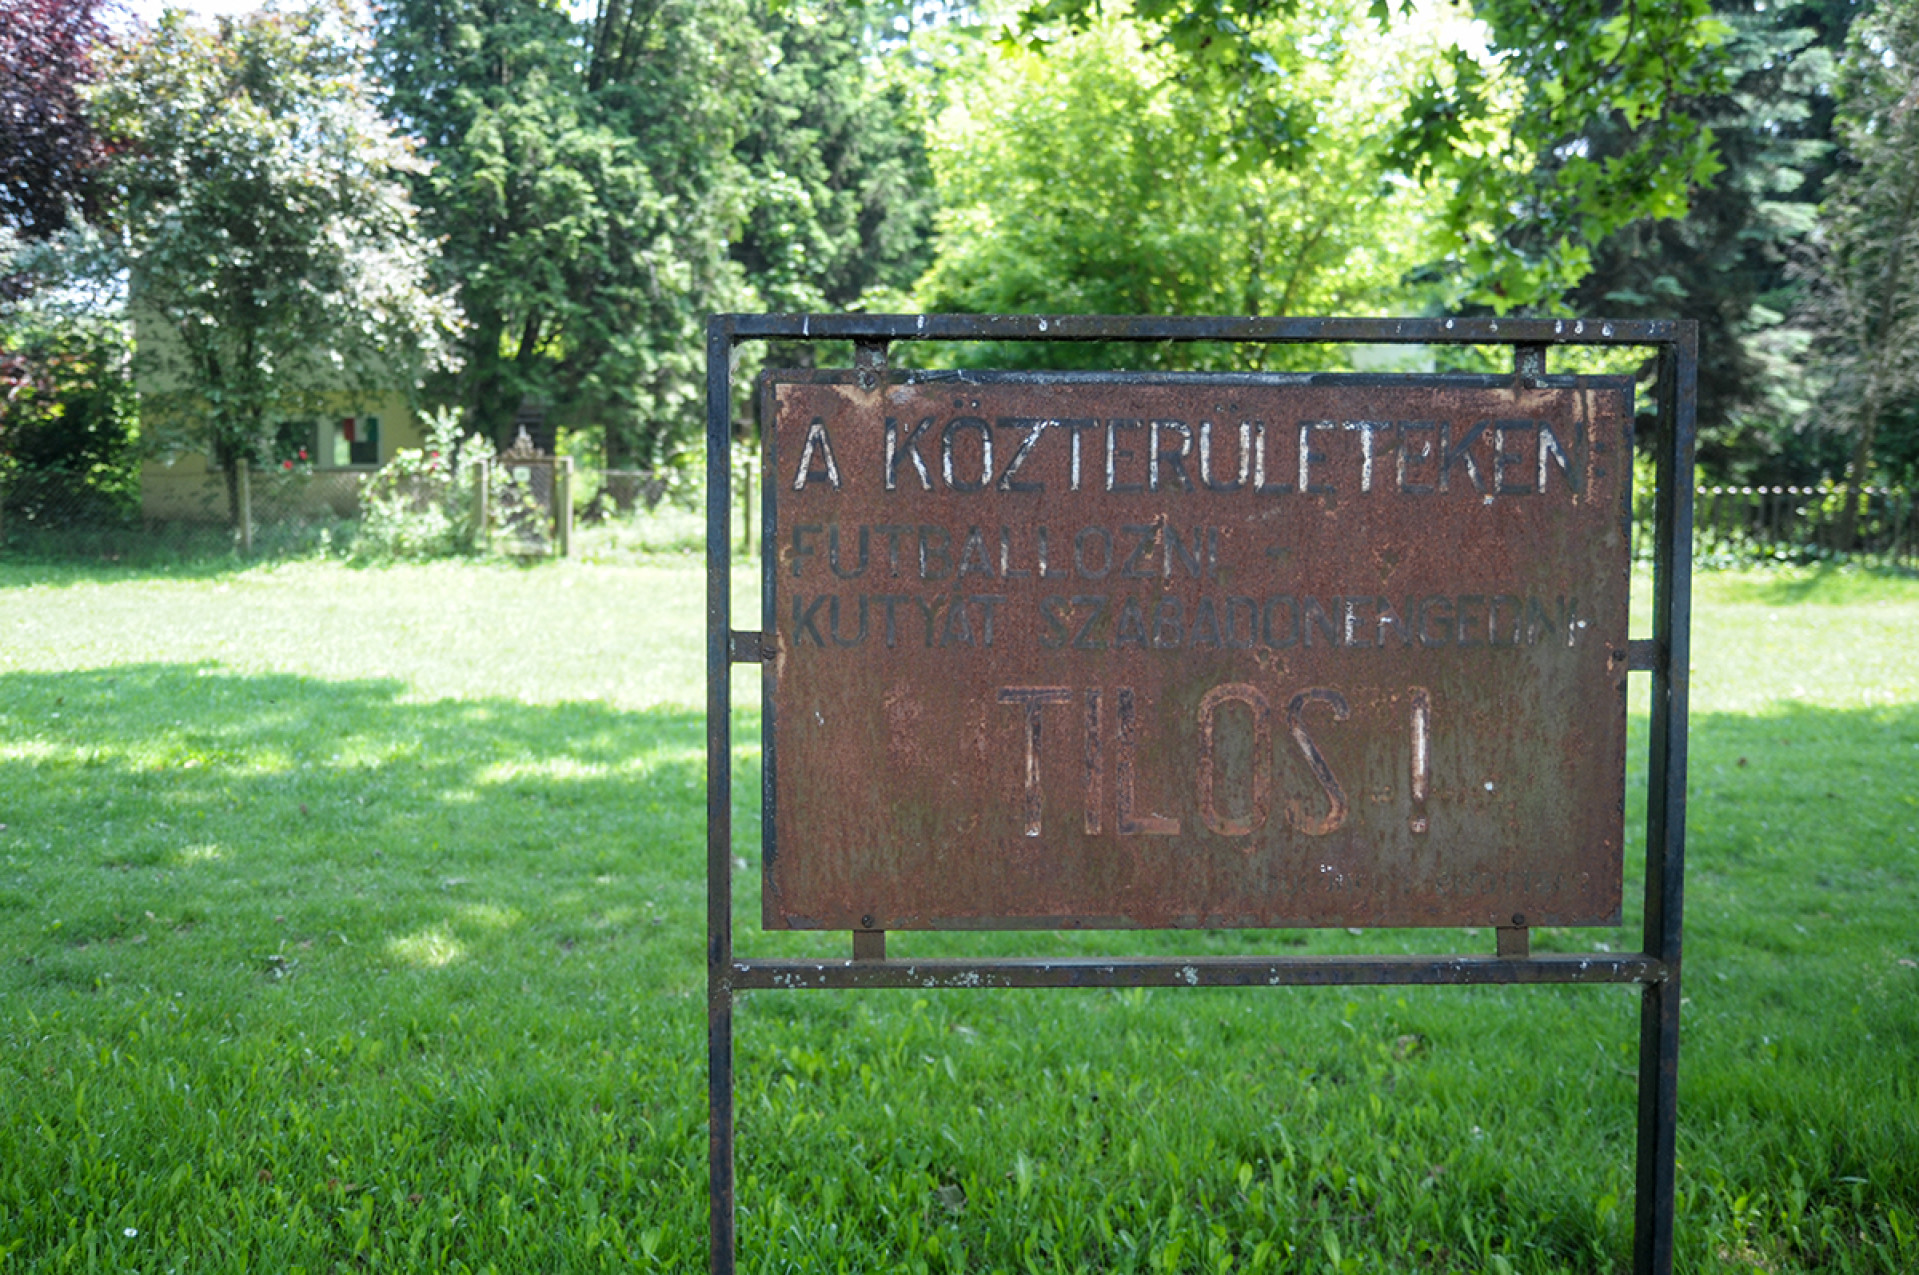 A KÖZTERÜLETEKEN:
FUTBALLOZNI -
KUTYÁT SZABADONENGEDNI
TILOS !